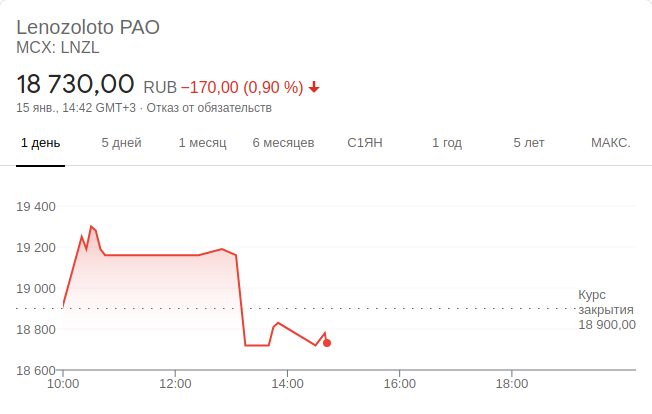 Lenozoloto PAO
MCX: LNZL
18 730,00 RUB −170,00 (0,90 %)
15 янв., 14:42 GMT+3 · Отказ от обязательств
1 день 5 дней 1 месяц 6 месяцев С1ЯН 1 год 5 лет МАКС.
19 400
19 200
19 000
18 800
18 600
Курс
закрытия
18 900,00
10:00 12:00 14:00 16:00 18:00